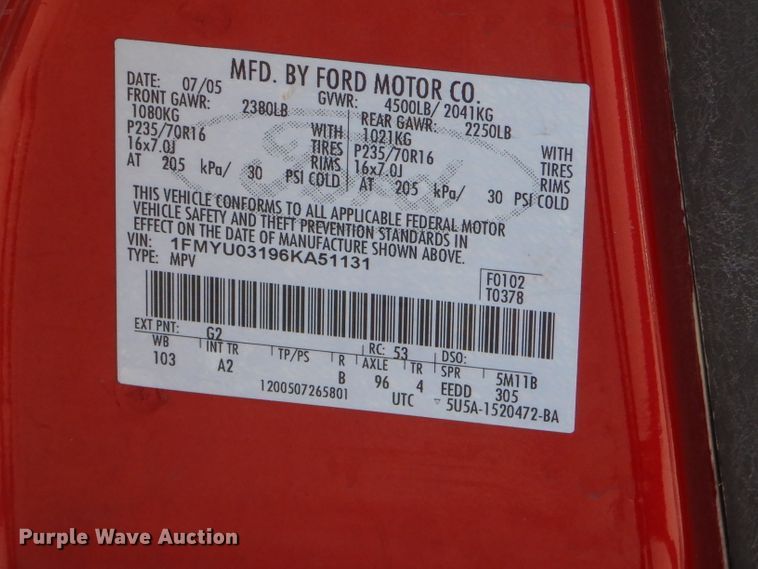 MFD. BY FORD MOTOR CO.
DATE: 07/05 GVWR: 4500LB/ 2041KG
FRONT GAWR: 2380LB REAR GAWR: 2250LB
1080KG WITH 1021KG WITH
P235/70R16 TIRES P235/70R16 TIRES
16x7.0J RIMS 16x7.0J RIMS
AT 205 kPa/ 30 PSI COLD AT 205 kPa/ 30 PSI COLD
Ford
THIS VEHICLE CONFORMS TO ALL APPLICABLE FEDERAL MOTOR
VEHICLE SAFETY AND THEFT PREVENTION STANDARDS IN
EFFECT ON THE DATE OF MANUFACTURE SHOWN ABOVE.
VIN: 1FMYU03196KA51131
TYPE: MPV
F0102
T0378
EXT PNT: G2 RC: 53 DSO:
WB INT TR TP/PS R AXLE TR SPR 5M11B
103 A2 B 96 4 EEDD 305
1200507265801 UTC ▽ 5U5A-1520472-BA
Purple Wave Auction